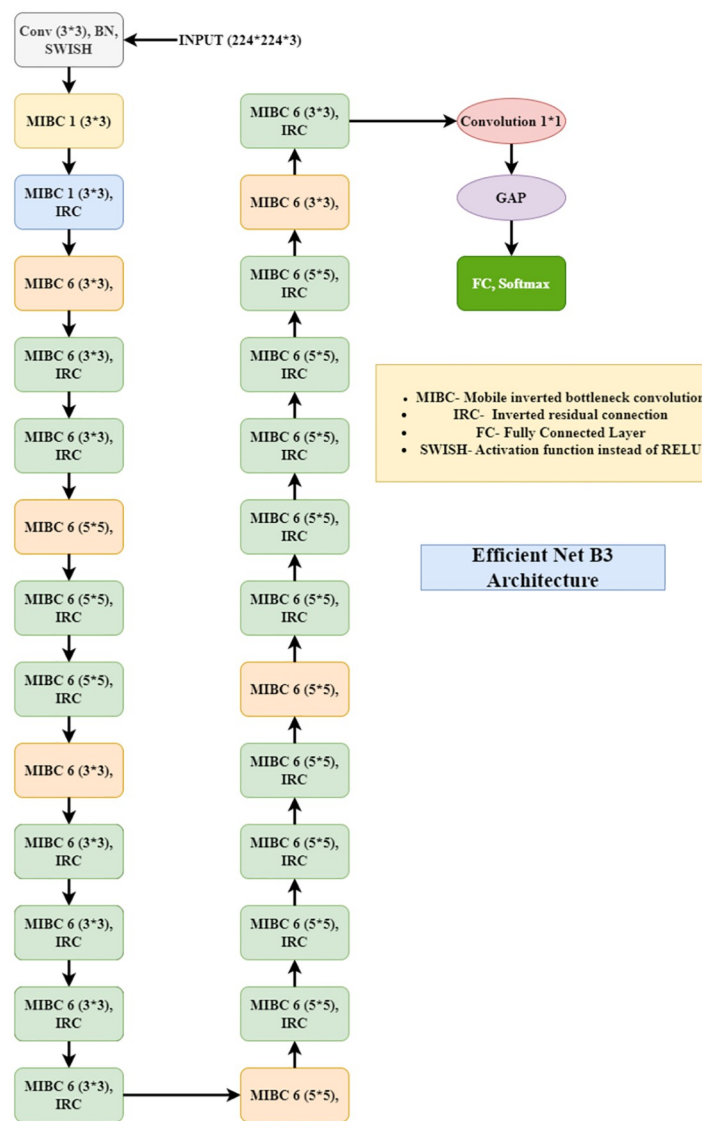 Conv (3*3), BN,
SWISH
INPUT (224*224*3)
MIBC 1 (3*3)
MIBC 1 (3*3),
IRC
MIBC 6 (3*3),
MIBC 6 (3*3),
IRC
MIBC 6 (3*3),
IRC
MIBC 6 (5*5),
MIBC 6 (5*5),
IRC
MIBC 6 (5*5),
IRC
MIBC 6 (3*3),
MIBC 6 (3*3),
IRC
MIBC 6 (3*3),
IRC
MIBC 6 (3*3),
IRC
MIBC 6 (3*3),
IRC
MIBC 6 (5*5),
MIBC 6 (5*5),
IRC
MIBC 6 (5*5),
IRC
MIBC 6 (5*5),
IRC
MIBC 6 (5*5),
IRC
MIBC 6 (5*5),
MIBC 6 (5*5),
IRC
MIBC 6 (5*5),
IRC
MIBC 6 (5*5),
IRC
MIBC 6 (5*5),
IRC
MIBC 6 (5*5),
IRC
MIBC 6 (3*3),
MIBC 6 (3*3),
IRC
Convolution 1*1
GAP
FC, Softmax
• MIBC- Mobile inverted bottleneck convolution
• IRC- Inverted residual connection
• FC- Fully Connected Layer
• SWISH- Activation function instead of RELU
Efficient Net B3
Architecture